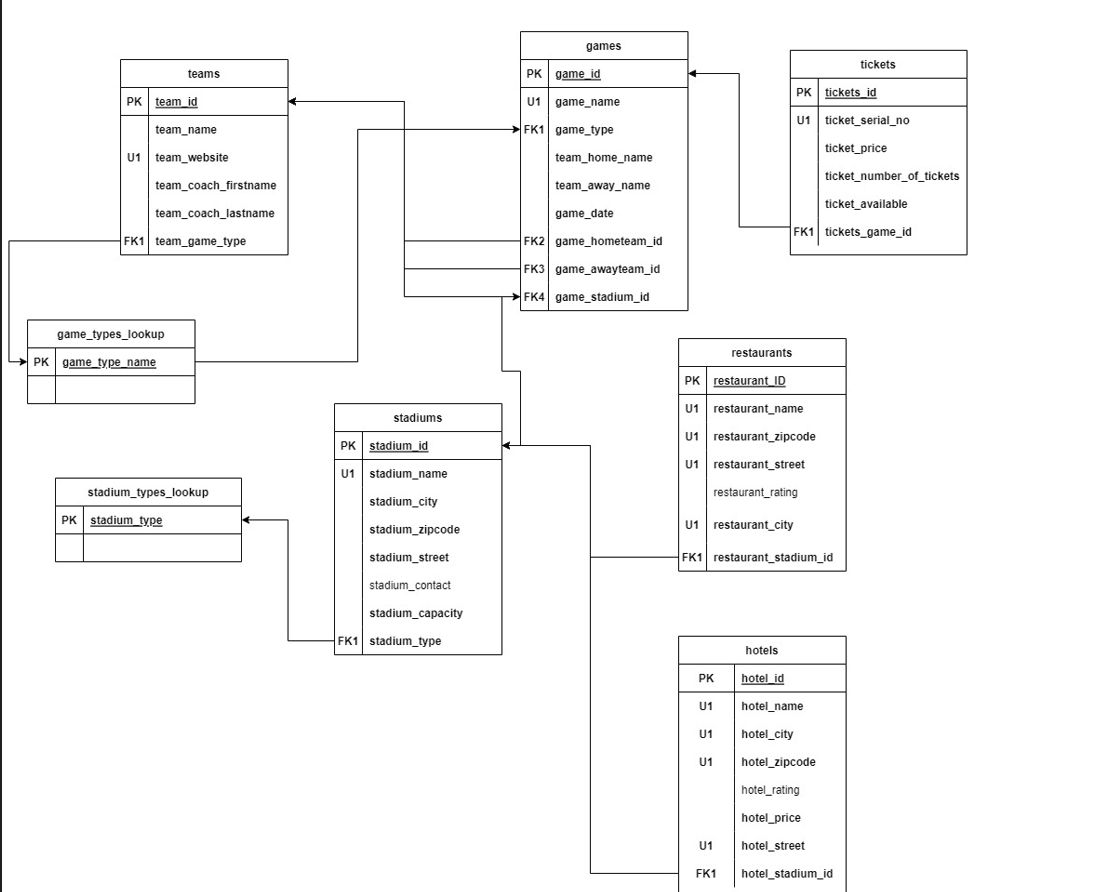 teams
PK team_id
team_name
U1 team_website
team_coach_firstname
team_coach_lastname
FK1 team_game_type
games
PK game_id
U1 game_name
FK1 game_type
team_home_name
team_away_name
game_date
FK2 game_hometeam_id
FK3 game_awayteam_id
FK4 game_stadium_id
tickets
PK tickets_id
U1 ticket_serial_no
ticket_price
ticket_number_of_tickets
ticket_available
FK1 tickets_game_id
game_types_lookup
PK game_type_name
stadiums
PK stadium_id
U1 stadium_name
stadium_city
stadium_zipcode
stadium_street
stadium_contact
stadium_capacity
FK1 stadium_type
stadium_types_lookup
PK stadium_type
restaurants
PK restaurant_ID
U1 restaurant_name
U1 restaurant_zipcode
U1 restaurant_street
restaurant_rating
U1 restaurant_city
FK1 restaurant_stadium_id
hotels
PK hotel_id
U1 hotel_name
U1 hotel_city
U1 hotel_zipcode
hotel_rating
hotel_price
U1 hotel_street
FK1 hotel_stadium_id